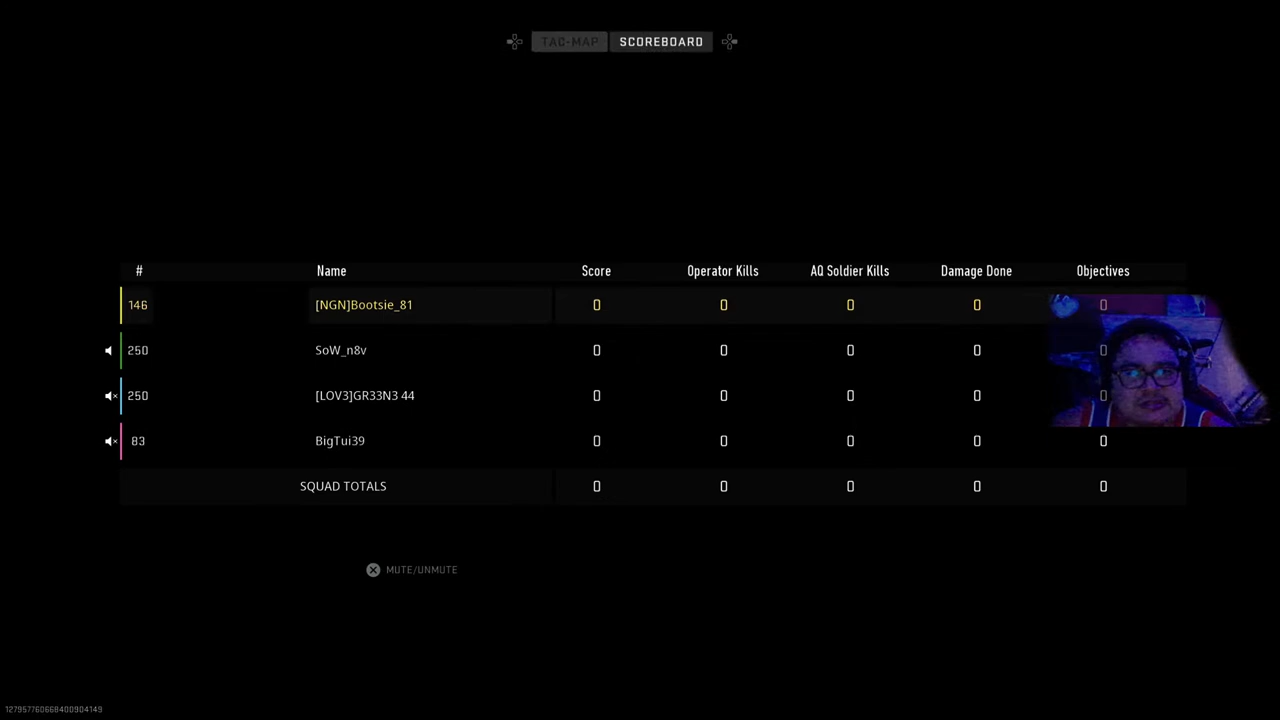 TAC-MAP SCOREBOARD
# Name Score Operator Kills AQ Soldier Kills Damage Done Objectives
146 [NGN]Bootsie_81 0 0 0 0 0
250 SoW_n8v 0 0 0 0 0
250 [LOV3]GR33N3 44 0 0 0 0 0
83 BigTui39 0 0 0 0 0
SQUAD TOTALS 0 0 0 0 0
MUTE/UNMUTE
12795776066840090414​9